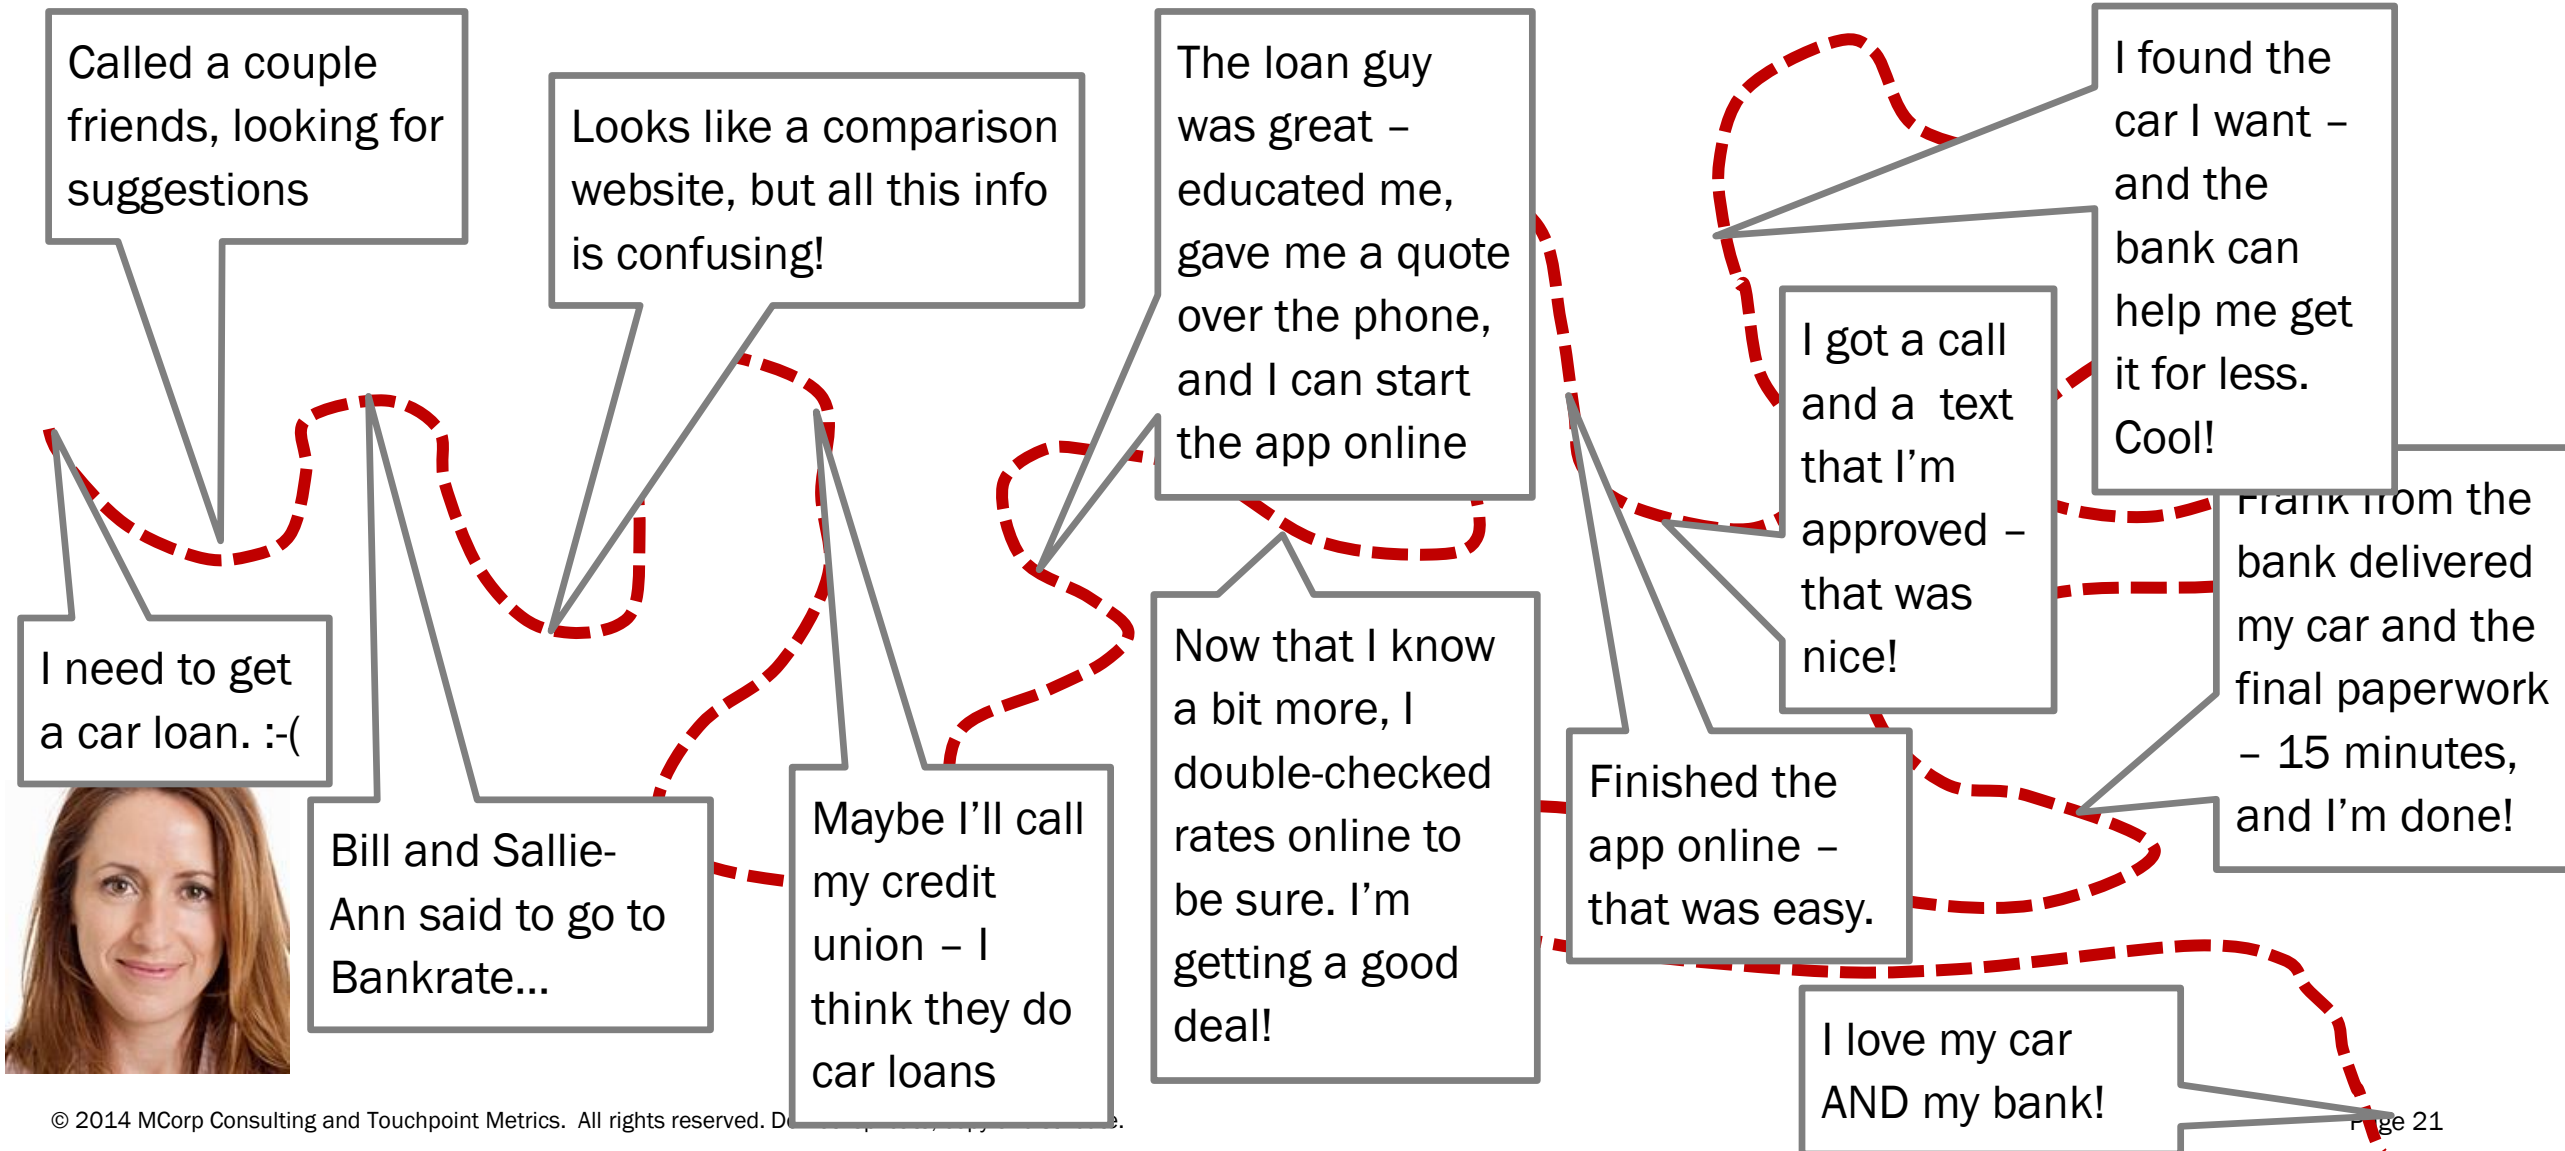 I need to get
a car loan. :-(
Called a couple
friends, looking for
suggestions
Bill and Sallie-
Ann said to go to
Bankrate...
Looks like a comparison
website, but all this info
is confusing!
Maybe I'll call
my credit
union – I
think they do
car loans
The loan guy
was great –
educated me,
gave me a quote
over the phone,
and I can start
the app online
Now that I know
a bit more, I
double-checked
rates online to
be sure. I'm
getting a good
deal!
Finished the
app online –
that was easy.
I got a call
and a text
that I'm
approved –
that was
nice!
I found the
car I want –
and the
bank can
help me get
it for less.
Cool!
Frank from the
bank delivered
my car and the
final paperwork
– 15 minutes,
and I'm done!
I love my car
AND my bank!
© 2014 MCorp Consulting and Touchpoint Metrics. All rights reserved.
Page 21